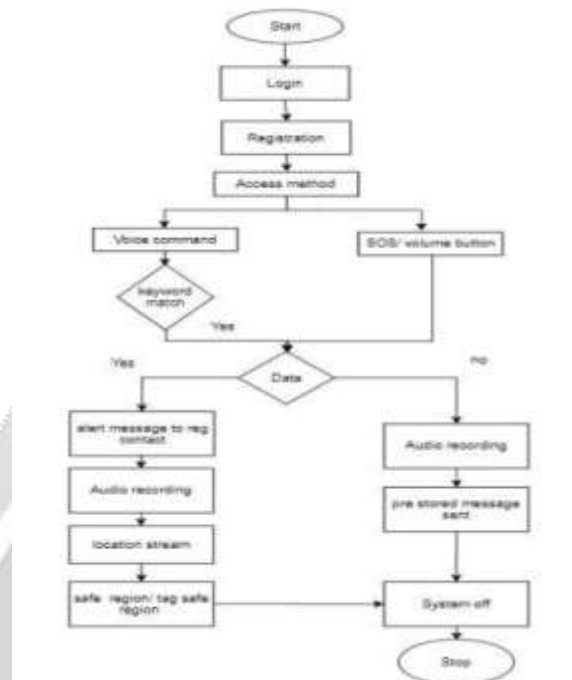 Start
Login
Registration
Access method
Voice command
SOS/ volume button
keyword
match
Yes
Yes
Data
no
alert message to reg
contact
Audio recording
Audio recording
pre stored message
sent
location stream
safe region/ tag safe
region
System off
Stop